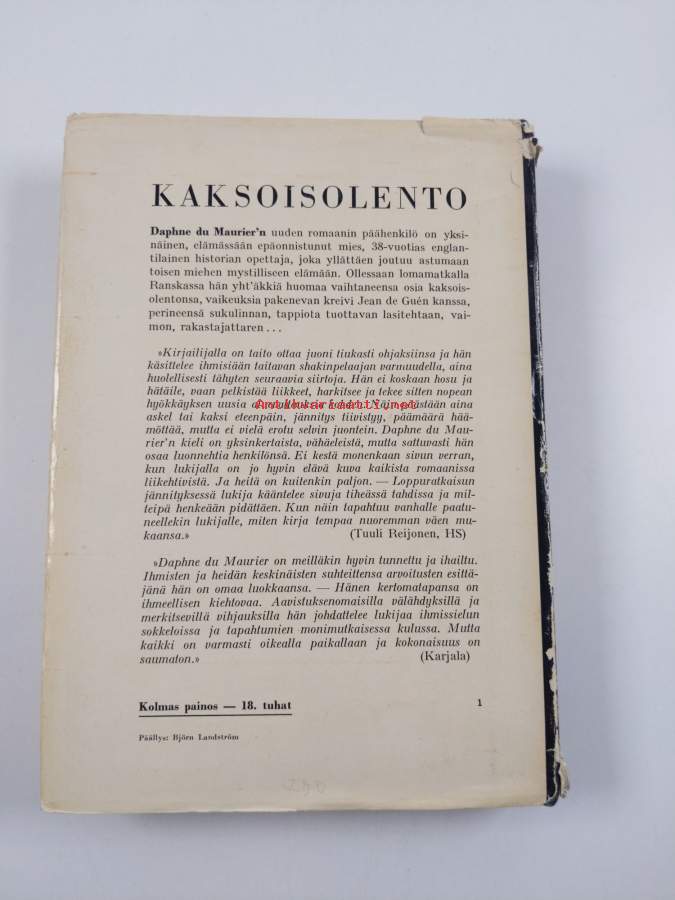 KAKSOISOLENTO
Daphne du Maurier'n uuden romaanin päähenkilö on yksi-
näinen, elämässään epäonnistunut mies, 38-vuotias englan-
tilainen historian opettaja, joka yllättäen joutuu astumaan
toisen miehen mystilliseen elämään. Ollessaan lomamatkalla
Ranskassa hän yht'äkkiä huomaa vaihtaneensa osia kaksois-
olentonsa, vaikeuksia pakenevan kreivi Jean de Guén kanssa,
perineensä sukulinnan, tappiota tuottavan lasitehtaan, vai-
mon, rakastajattaren . . .
»Kirjailijalla on taito ottaa juoni tiukasti ohjaksiinsa ja hän
käsittelee ihmisiään taitavan shakinpelaajan varmuudella, aina
huolellisesti tähyten seuraavia siirtoja. Hän ei koskaan hosu ja
hätäile, vaan pelkistää liikkeet, harkitsee ja tekee sitten nopean
hyökkäyksen uusia
Antikvariaatti.net
askel tai kaksi eteenpäin, jännitys tiivistyy, päämäärä hää-
möttää, mutta ei vielä erotu selvin juontein. Daphne du Mau-
rier'n kieli on yksinkertaista, vähäeleistä, mutta sattuvasti hän
osaa luonnehtia henkilönsä. Ei kestä monenkaan sivun verran,
kun lukijalla on jo hyvin elävä kuva kaikista romaanissa
liikehtivistä. Ja heitä on kuitenkin paljon. — Loppuratkaisun
jännityksessä lukija kääntelee sivuja tiheässä tahdissa ja mil-
teipä henkeään pidättäen. Kun näin tapahtuu vanhalle paatu-
neellekin lukijalle, miten kirja tempaa nuoremman väen mu-
kaansa.» (Tuuli Reijonen, HS)
»Daphne du Maurier on meilläkin hyvin tunnettu ja ihailtu.
Ihmisten ja heidän keskinäisten suhteittensa arvoitusten esittä-
jänä hän on omaa luokkaansa. — Hänen kertomatapansa on
ihmeellisen kiehtovaa. Aavistuksenomaisilla välähdyksillä ja
merkitsevillä vihjauksilla hän johdattelee lukijaa ihmissielun
sokkeloissa ja tapahtumien monimutkaisessa kulussa. Mutta
kaikki on varmasti oikealla paikallaan ja kokonaisuus on
saumaton.» (Karjala)
Kolmas painos — 18. tuhat 1
Päällys: Björn Landström